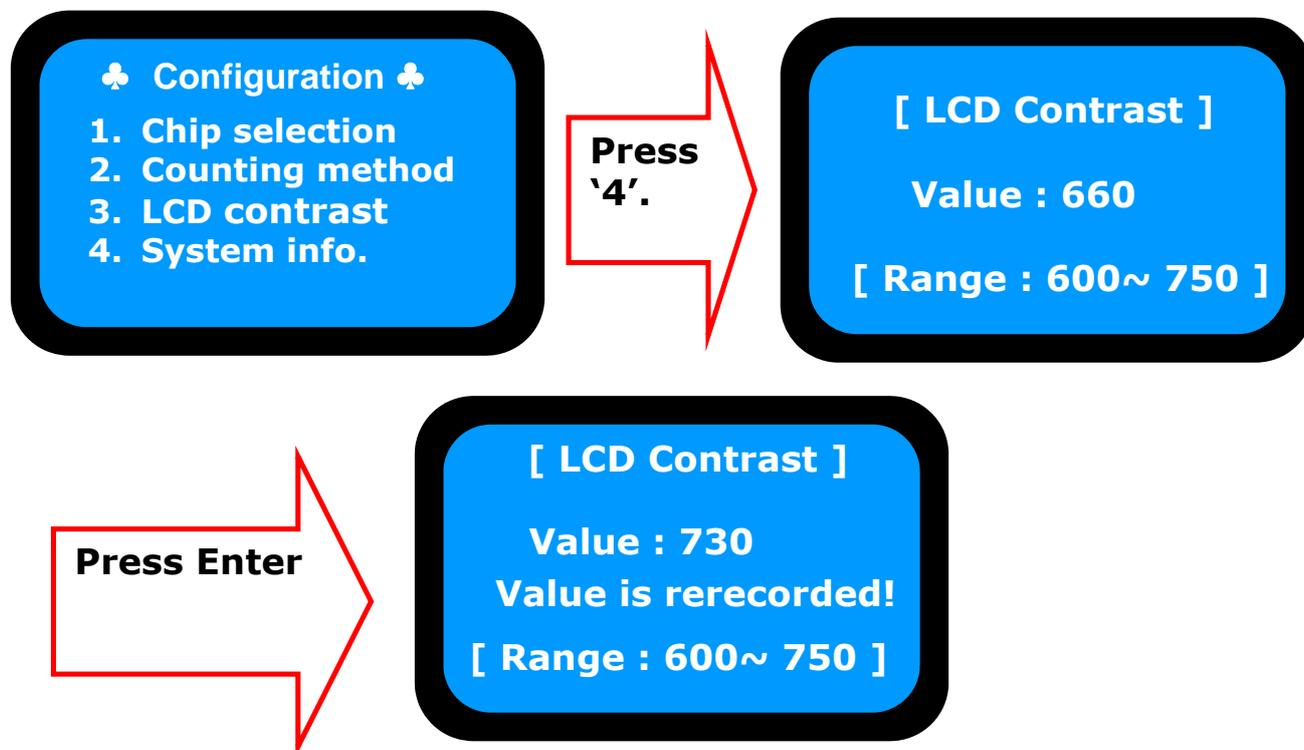 ♣ Configuration ♣
1. Chip selection
2. Counting method
3. LCD contrast
4. System info.
Press
‘4’.
[ LCD Contrast ]
Value : 660
[ Range : 600~ 750 ]
Press Enter
[ LCD Contrast ]
Value : 730
Value is rerecorded!
[ Range : 600~ 750 ]